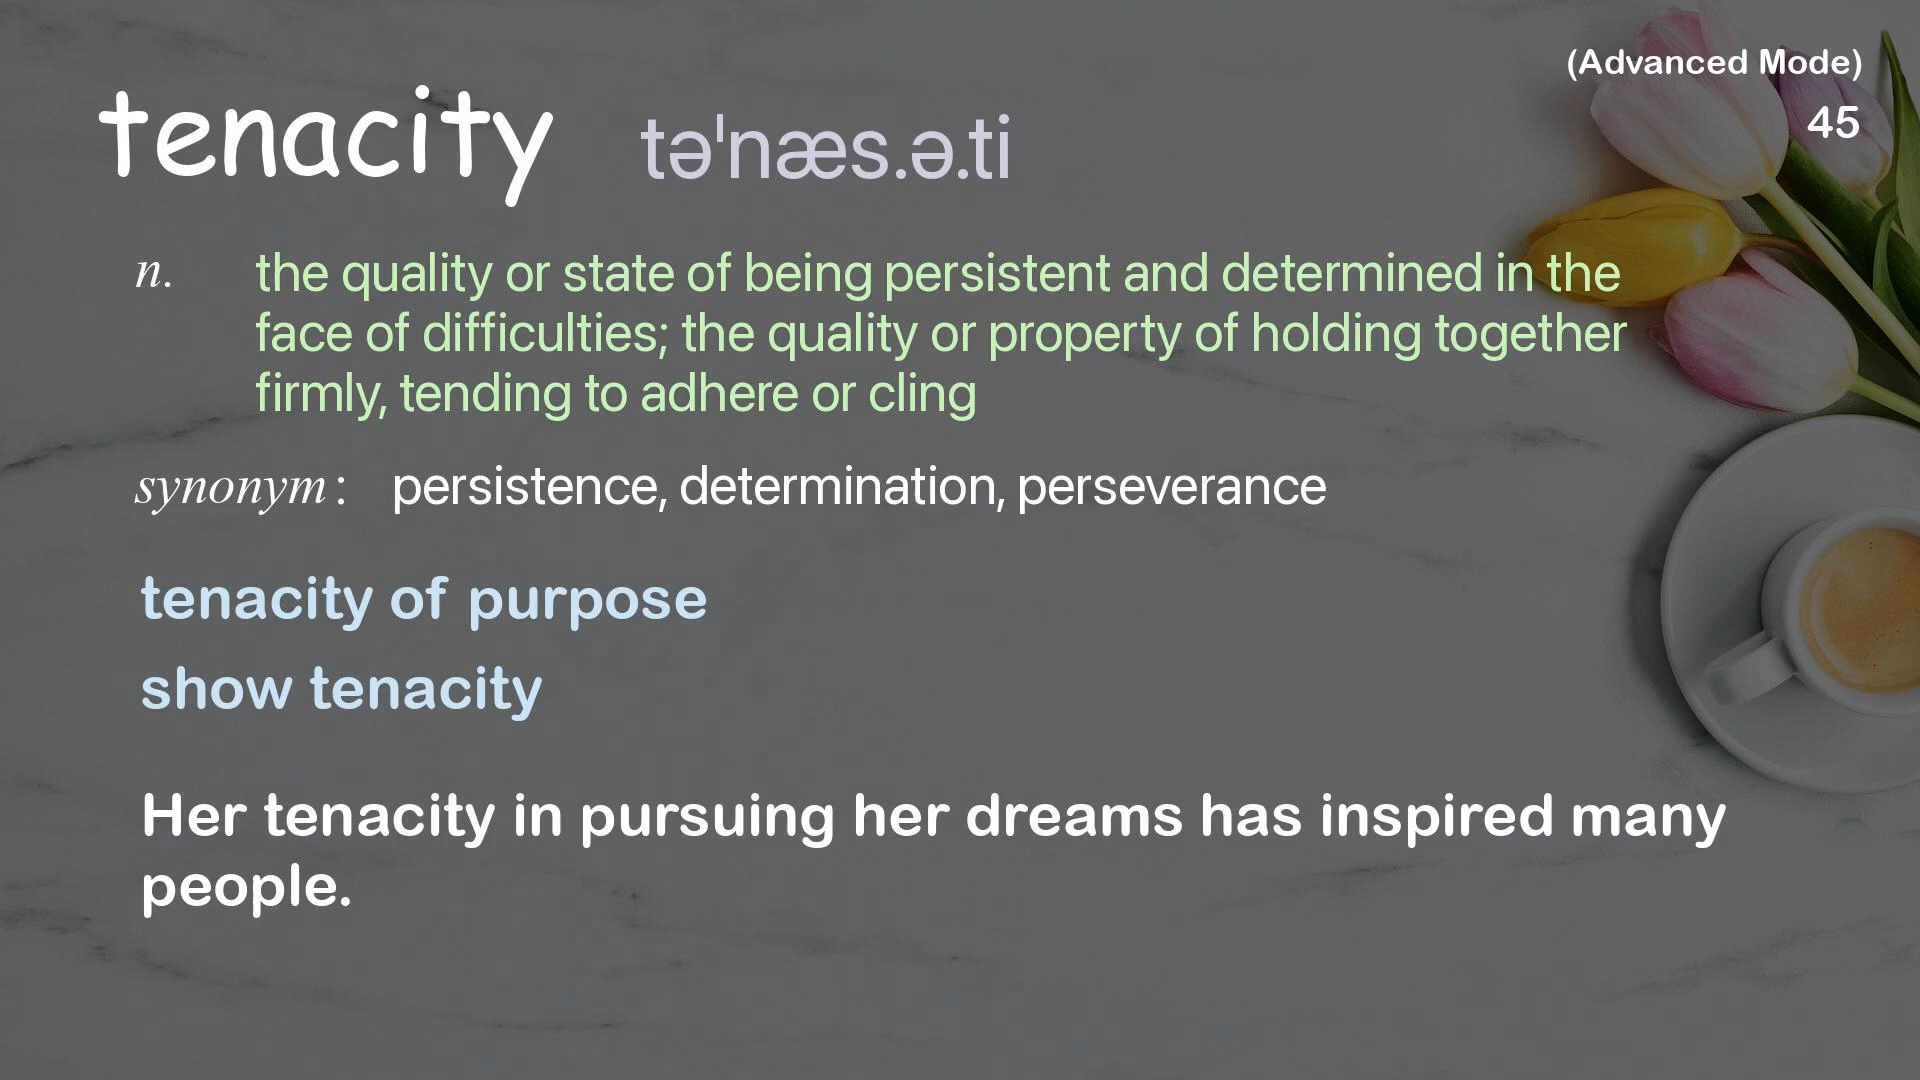 (Advanced Mode)
45
tenacity təˈnæs.ə.ti
n. the quality or state of being persistent and determined in the
face of difficulties; the quality or property of holding together
firmly, tending to adhere or cling
synonym: persistence, determination, perseverance
tenacity of purpose
show tenacity
Her tenacity in pursuing her dreams has inspired many
people.